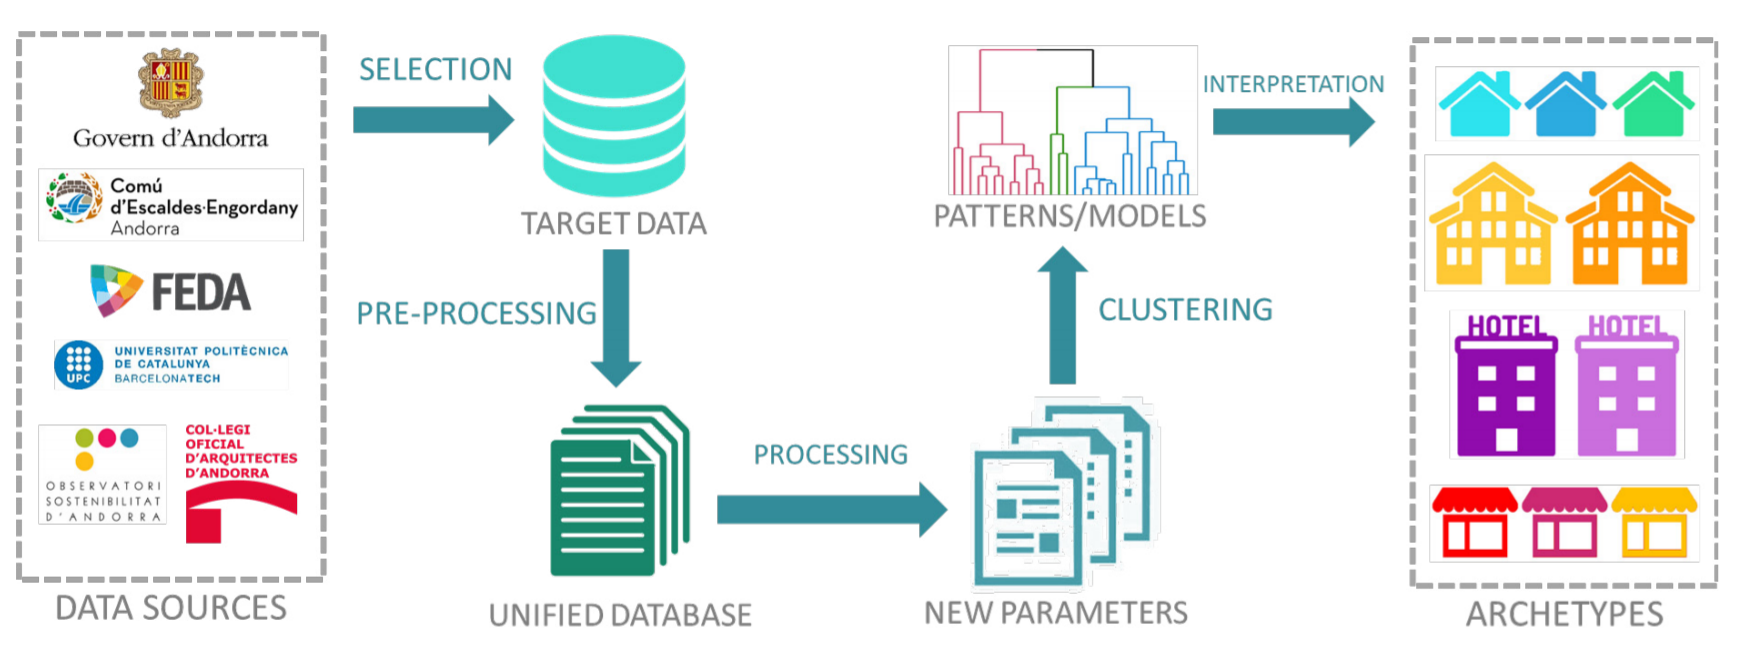 Govern d'Andorra
Comú
d'Escaldes·Engordany
Andorra
FEDA
UPC
UNIVERSITAT POLITÈCNICA
DE CATALUNYA
BARCELONATECH
OBSERVATORI
SOSTENIBILITAT
D'ANDORRA
COL·LEGI
OFICIAL
D'ARQUITECTES
D'ANDORRA
DATA SOURCES
SELECTION
TARGET DATA
PRE-PROCESSING
UNIFIED DATABASE
PROCESSING
NEW PARAMETERS
CLUSTERING
PATTERNS/MODELS
INTERPRETATION
HOTEL
HOTEL
ARCHETYPES